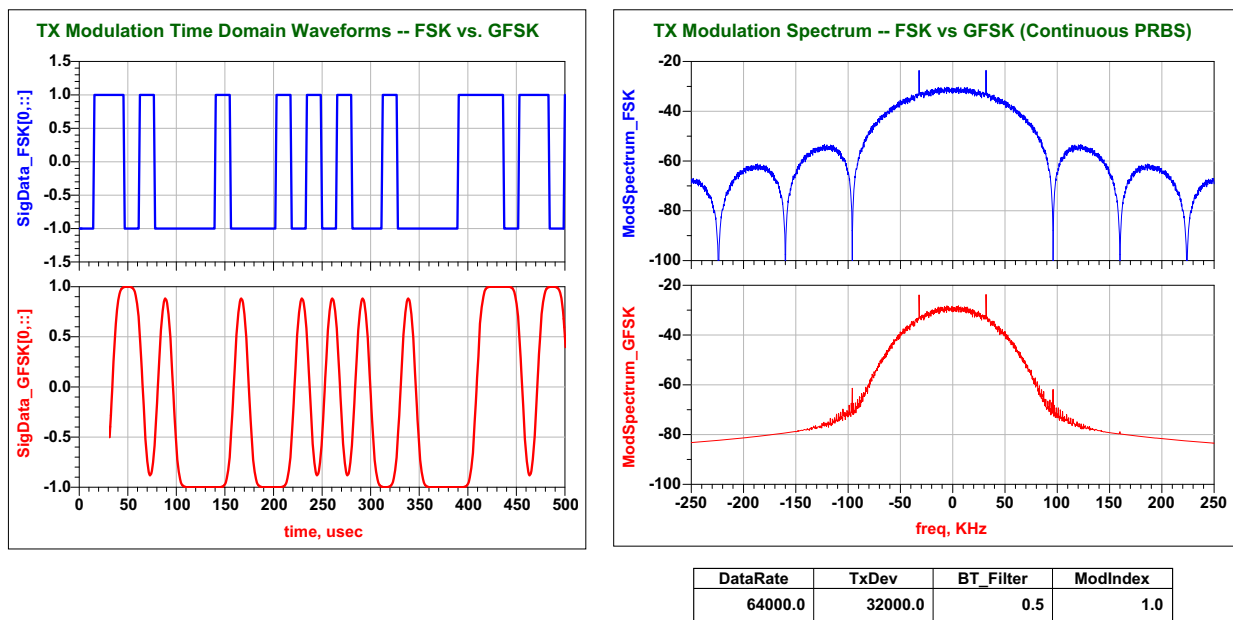 TX Modulation Time Domain Waveforms -- FSK vs. GFSK
SigData_FSK[0,::]
1.5
1.0
0.5
0.0
-0.5
-1.0
-1.5
SigData_GFSK[0,::]
1.0
0.5
0.0
-0.5
-1.0
0 50 100 150 200 250 300 350 400 450 500
time, usec
TX Modulation Spectrum -- FSK vs GFSK (Continuous PRBS)
ModSpectrum_FSK
-20
-40
-60
-80
-100
ModSpectrum_GFSK
-20
-40
-60
-80
-100
-250 -200 -150 -100 -50 0 50 100 150 200 250
freq, KHz
DataRate TxDev BT_Filter ModIndex
64000.0 32000.0 0.5 1.0